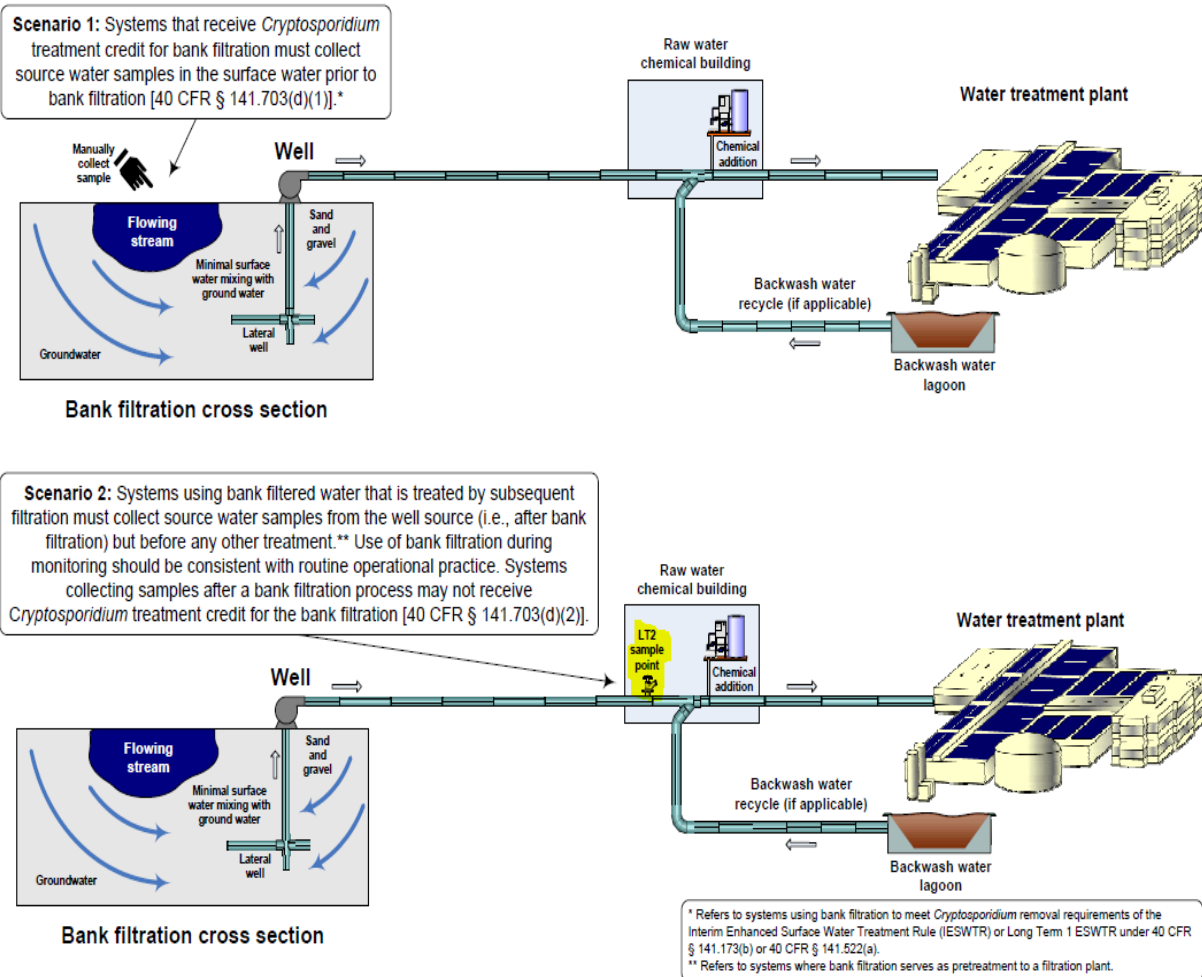 Scenario 1: Systems that receive Cryptosporidium
treatment credit for bank filtration must collect
source water samples in the surface water prior to
bank filtration [40 CFR § 141.703(d)(1)].*
Raw water
chemical building
Water treatment plant
Manually
collect
sample
Well
Chemical
addition
Flowing
stream
Sand
and
gravel
Minimal surface
water mixing with
ground water
Lateral
well
Groundwater
Backwash water
recycle (if applicable)
Backwash water
lagoon
Bank filtration cross section
Scenario 2: Systems using bank filtered water that is treated by subsequent
filtration must collect source water samples from the well source (i.e., after bank
filtration) but before any other treatment.** Use of bank filtration during
monitoring should be consistent with routine operational practice. Systems
collecting samples after a bank filtration process may not receive
Cryptosporidium treatment credit for the bank filtration [40 CFR § 141.703(d)(2)].
Raw water
chemical building
Water treatment plant
LT2
sample
point
Well
Chemical
addition
Flowing
stream
Sand
and
gravel
Minimal surface
water mixing with
ground water
Lateral
well
Groundwater
Backwash water
recycle (if applicable)
Backwash water
lagoon
Bank filtration cross section
* Refers to systems using bank filtration to meet Cryptosporidium removal requirements of the
Interim Enhanced Surface Water Treatment Rule (IESWTR) or Long Term 1 ESWTR under 40 CFR
§ 141.173(b) or 40 CFR § 141.522(a).
** Refers to systems where bank filtration serves as pretreatment to a filtration plant.